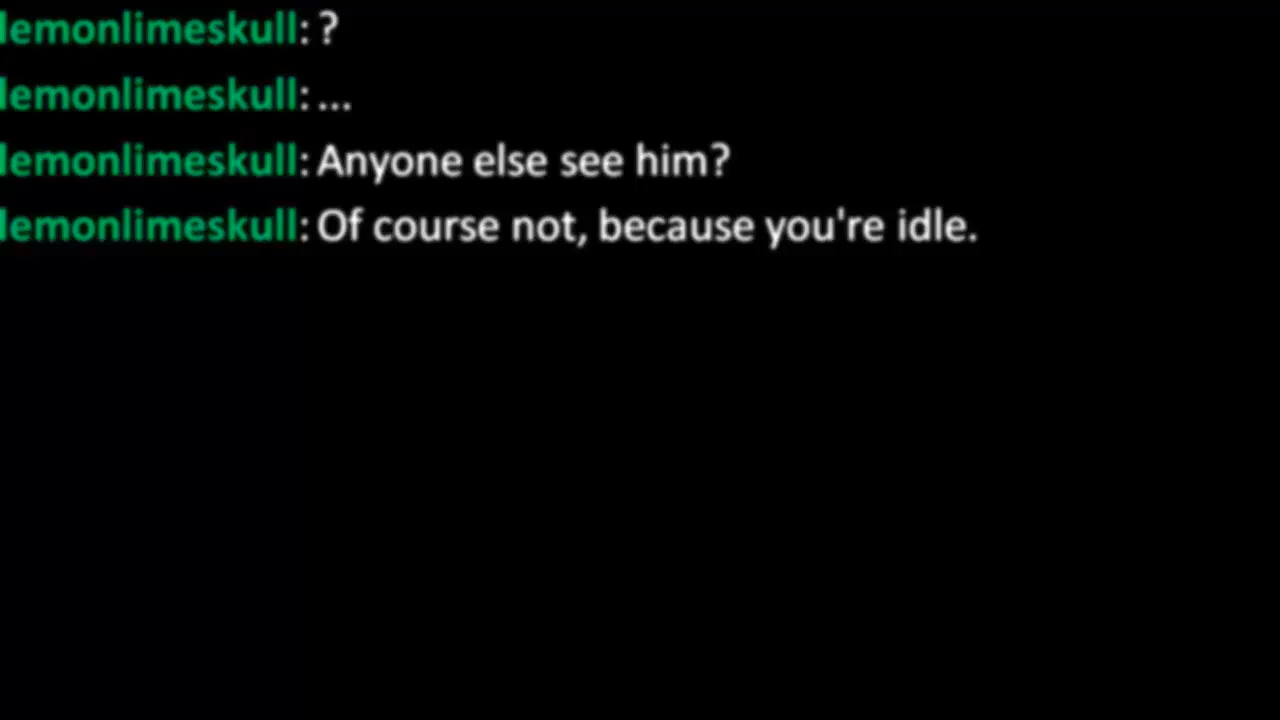 lemonlimeskull: ?
lemonlimeskull: ...
lemonlimeskull: Anyone else see him?
lemonlimeskull: Of course not, because you're idle.